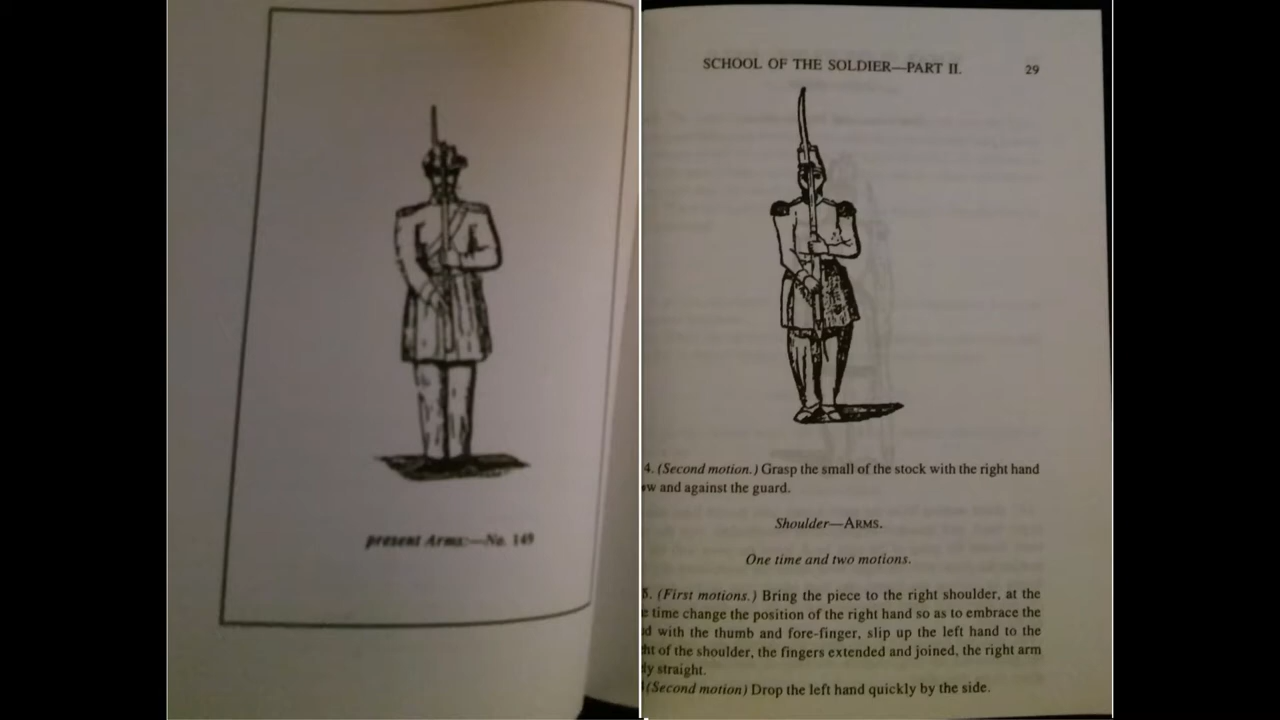 present Arms:—No. 149
SCHOOL OF THE SOLDIER—PART II. 29
4. (Second motion.) Grasp the small of the stock with the right hand
and against the guard.
Shoulder—ARMS.
One time and two motions.
5. (First motions.) Bring the piece to the right shoulder, at the
time change the position of the right hand so as to embrace the
with the thumb and fore-finger, slip up the left hand to the
of the shoulder, the fingers extended and joined, the right arm
straight.
(Second motion) Drop the left hand quickly by the side.